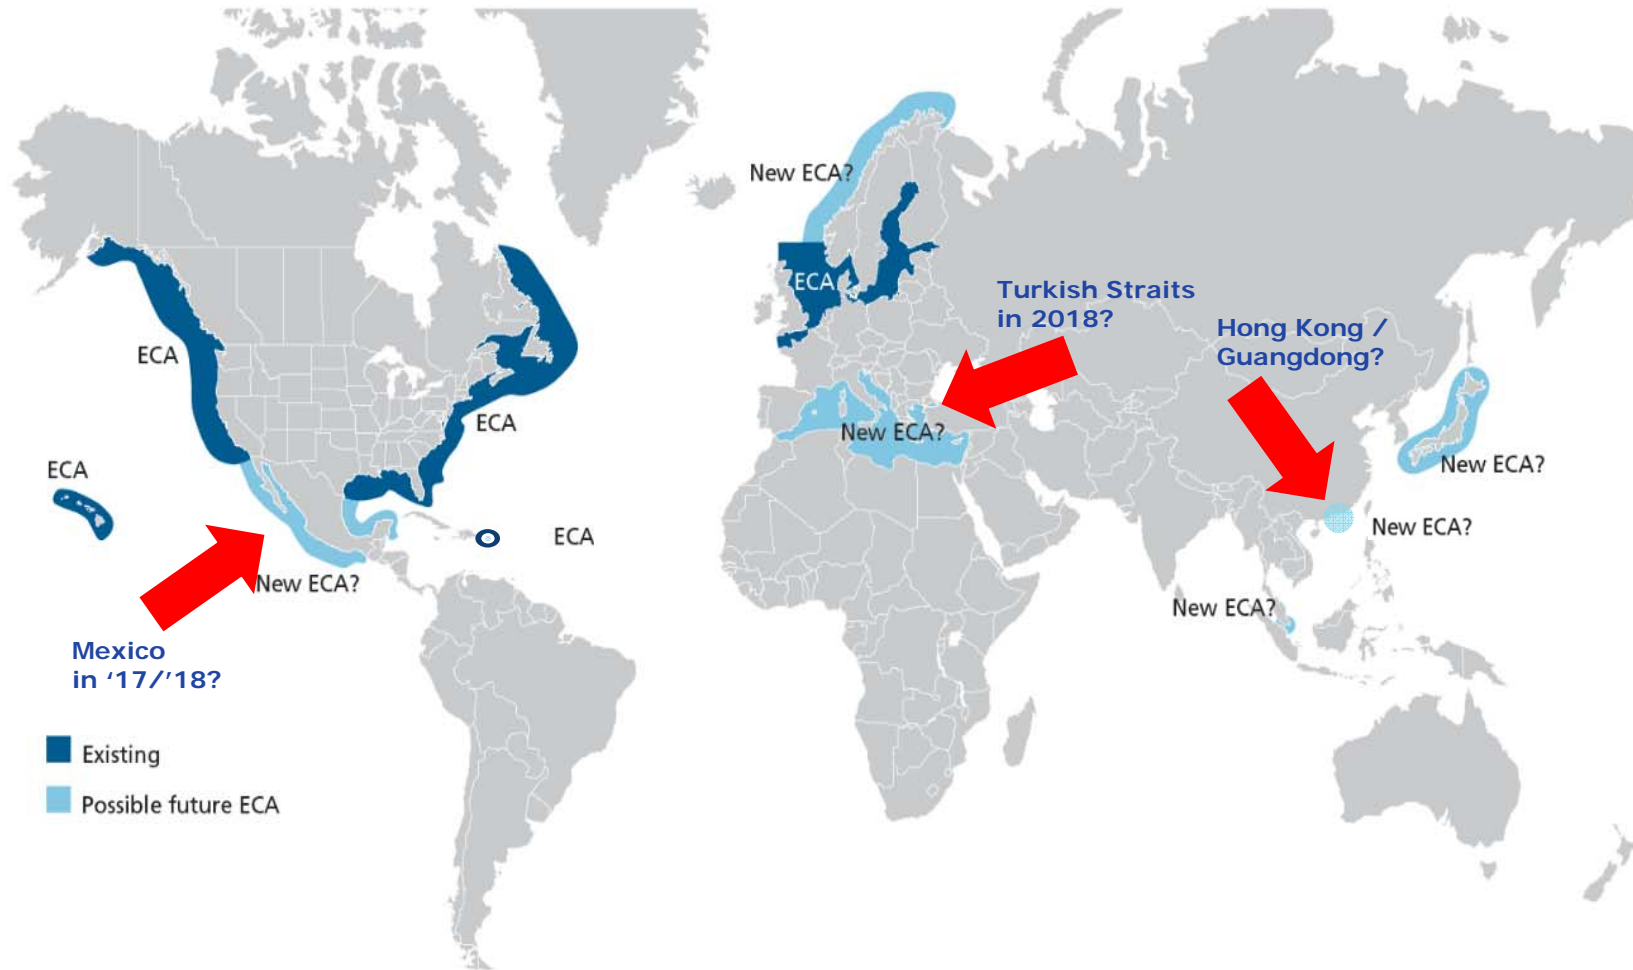 New ECA?
ECA
Turkish Straits
in 2018?
Hong Kong /
Guangdong?
ECA
ECA
New ECA?
New ECA?
ECA
New ECA?
ECA
New ECA?
New ECA?
Mexico
in ‘17/’18?
Existing
Possible future ECA